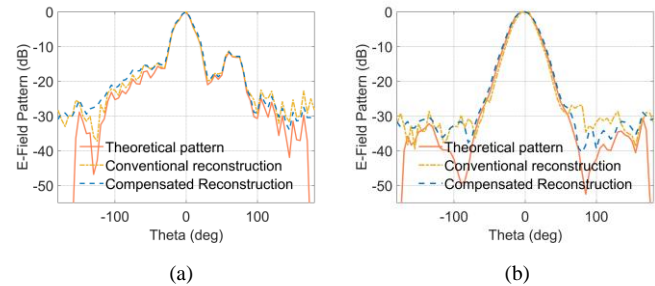 0
-10
-20
-30
-40
-50
E-Field Pattern (dB)
Theoretical pattern
Conventional reconstruction
Compensated Reconstruction
-100
0
100
Theta (deg)
(a)
0
-10
-20
-30
-40
-50
E-Field Pattern (dB)
Theoretical pattern
Conventional reconstruction
Compensated Reconstruction
-100
0
100
Theta (deg)
(b)